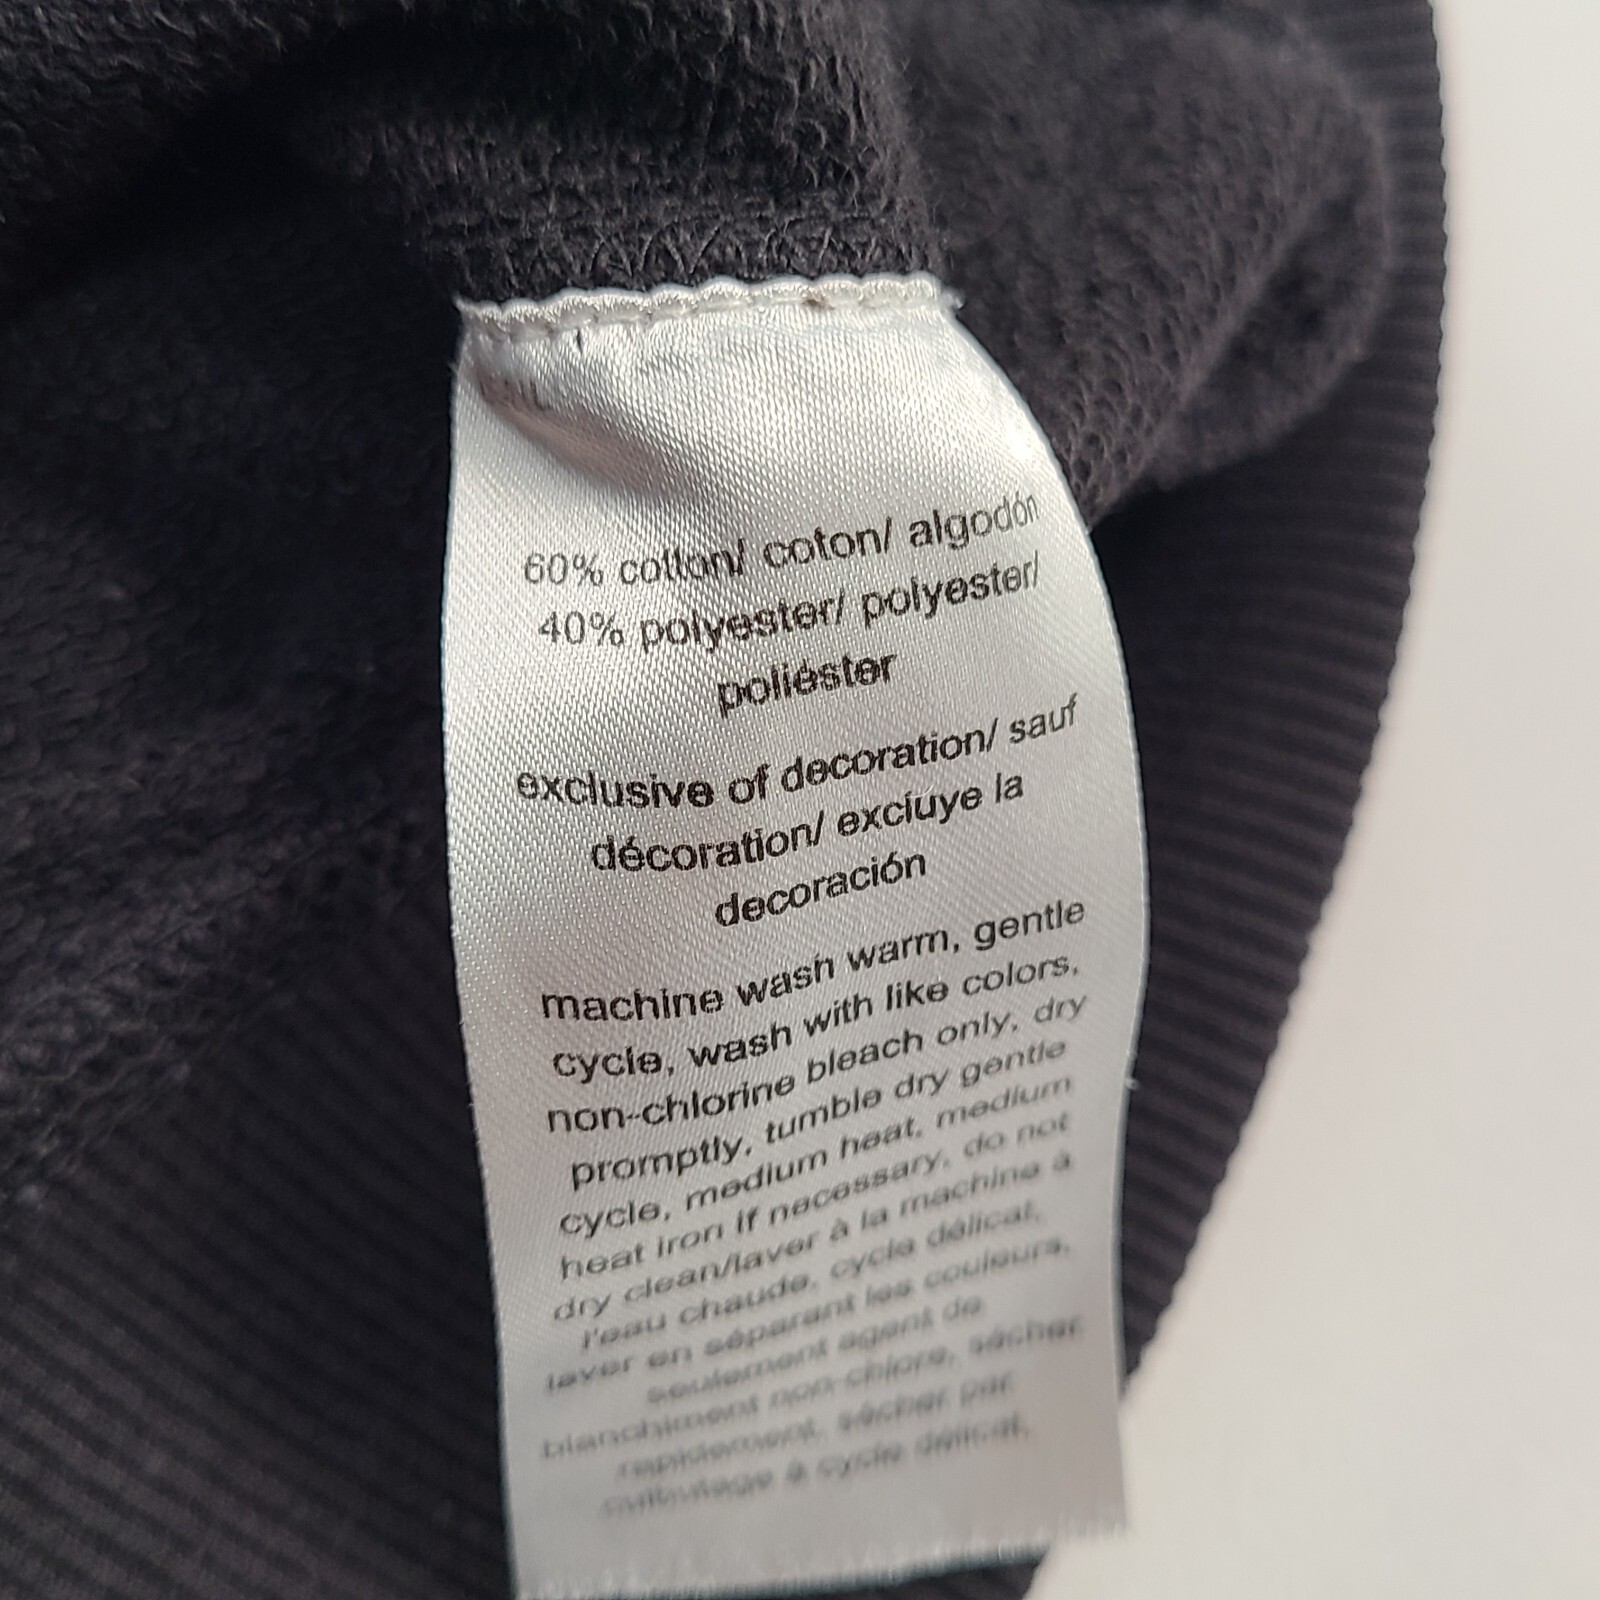 60% cotton/ coton/ algodón
40% polyester/ polyester/
poliéster
exclusive of decoration/ sauf
décoration/ excluye la
decoración
machine wash warm, gentle
cycle, wash with like colors,
non-chlorine bleach only, dry
promptly, tumble dry gentle
cycle, medium heat, medium
heat iron if necessary, do not
dry clean/laver à la machine à
l'eau chaude, cycle délicat,
laver en séparant les couleurs,
seulement agent de
blanchiment non-chlore, sécher
rapidement, sécher par
culbutage à cycle délicat,